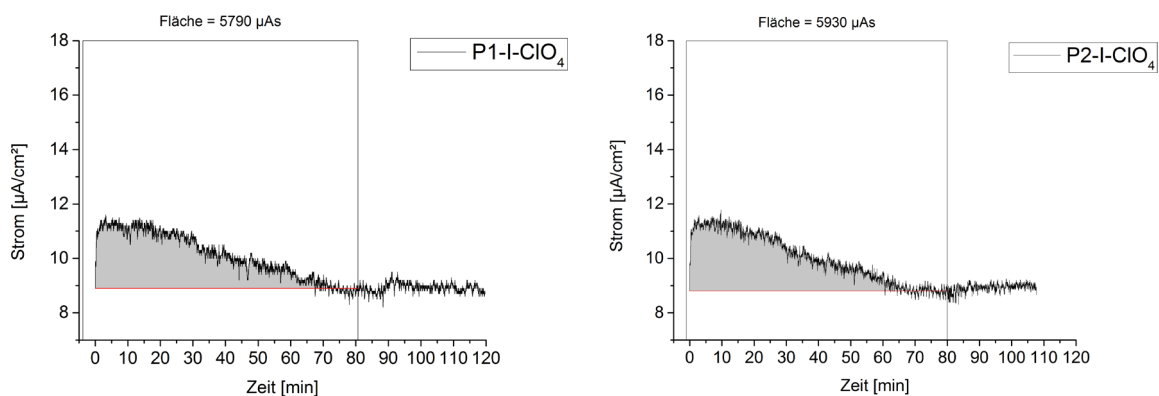 Fläche = 5790 µAs
P1-I-ClO₄
Strom [µA/cm²]
18
16
14
12
10
8
0 10 20 30 40 50 60 70 80 90 100 110 120
Zeit [min]
Fläche = 5930 µAs
P2-I-ClO₄
Strom [µA/cm²]
18
16
14
12
10
8
0 10 20 30 40 50 60 70 80 90 100 110 120
Zeit [min]